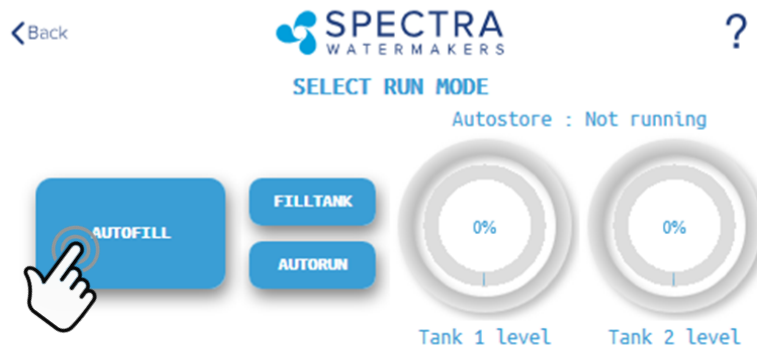 Back
SPECTRA
WATERMAKERS
?
SELECT RUN MODE
Autostore : Not running
AUTOFILL
FILLTANK
AUTORUN
0%
0%
Tank 1 level
Tank 2 level